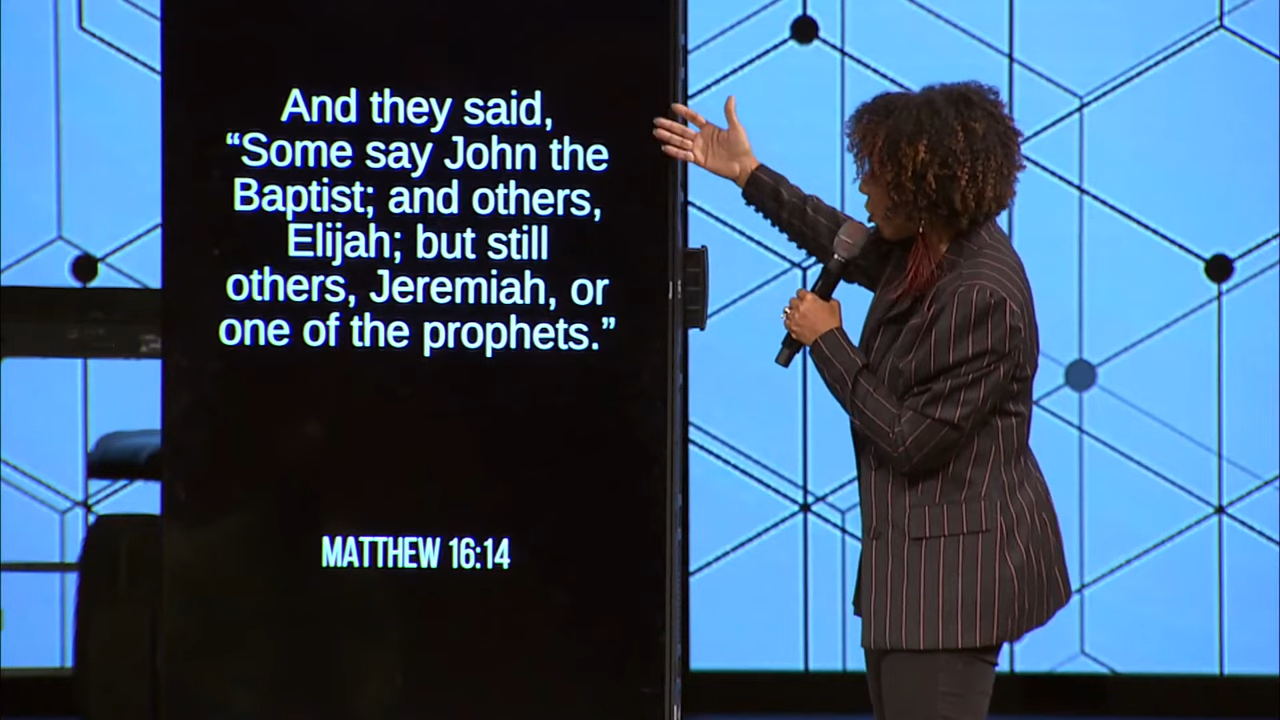 And they said,
“Some say John the
Baptist; and others,
Elijah; but still
others, Jeremiah, or
one of the prophets.”
MATTHEW 16:14